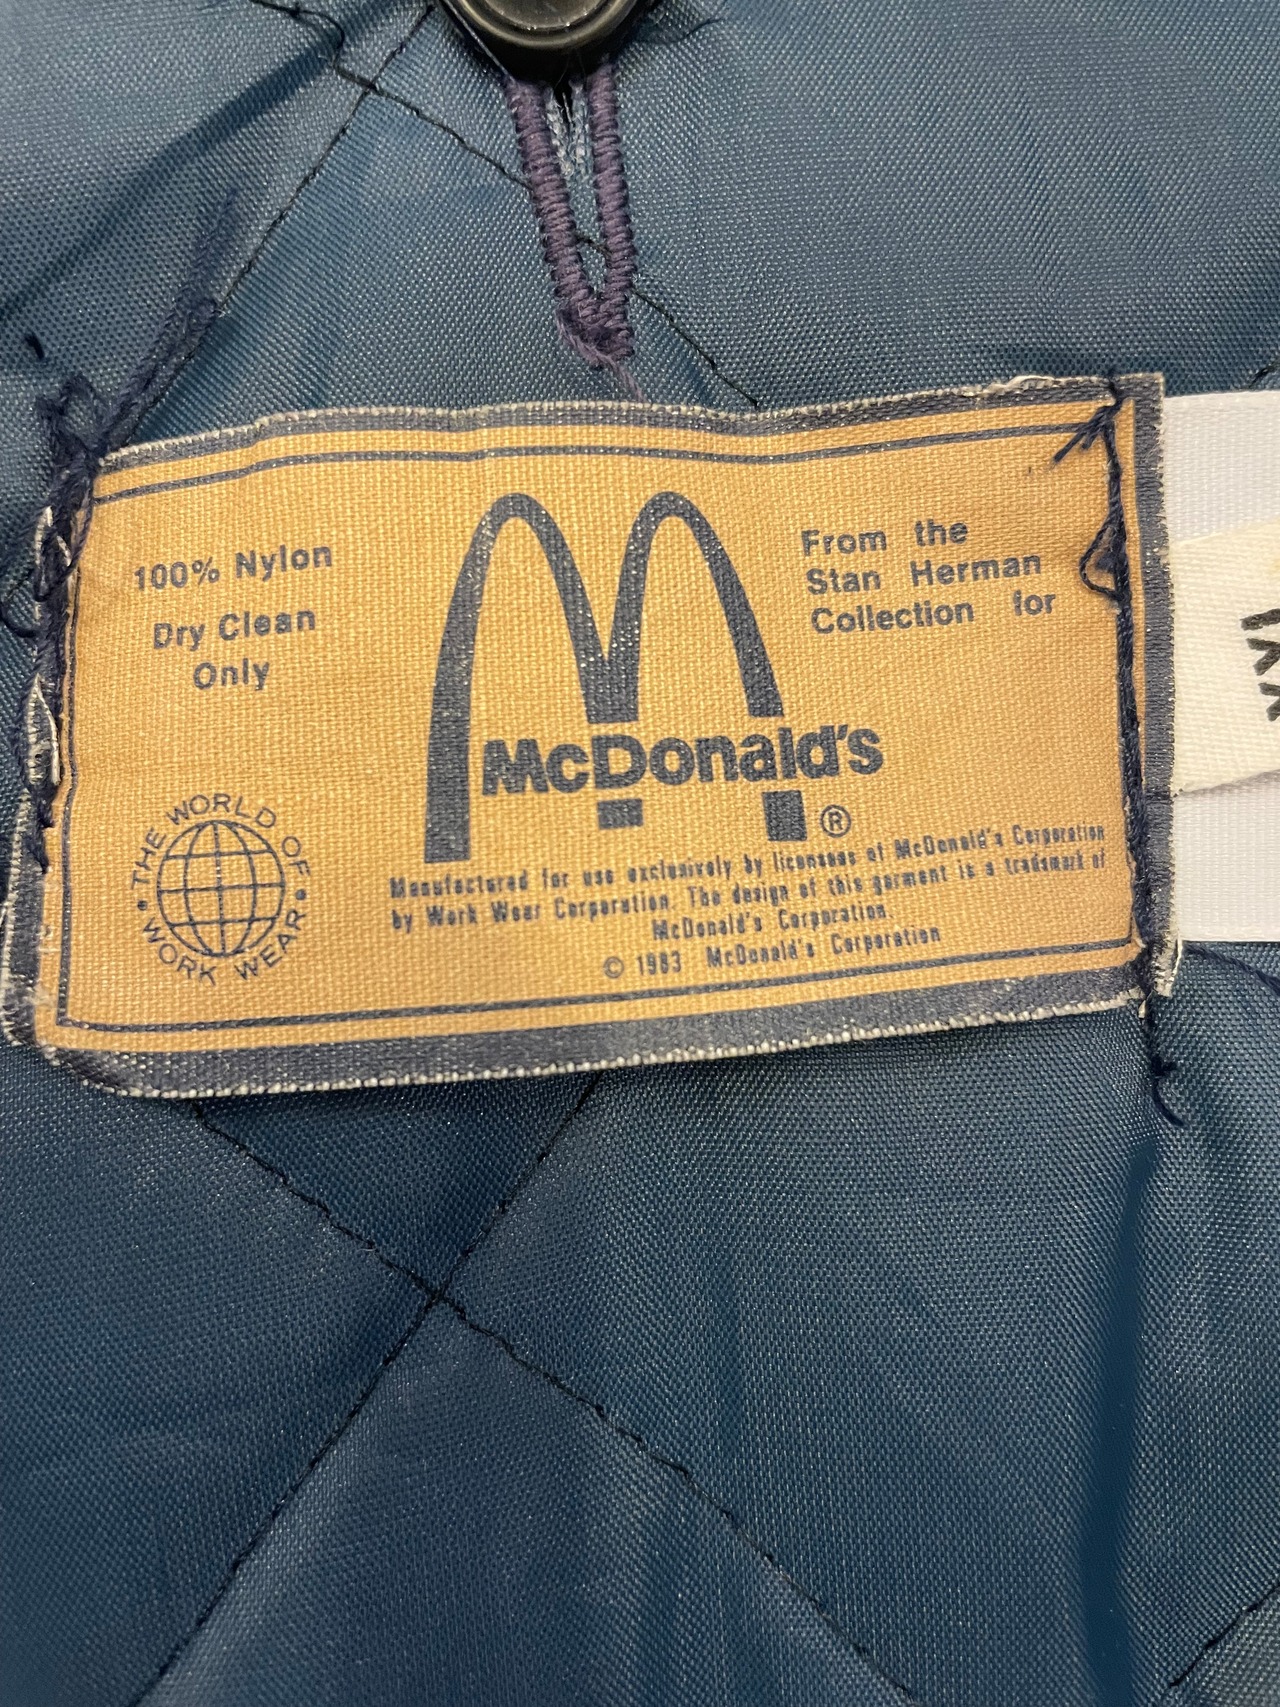 100% Nylon
Dry Clean
Only
From the
Stan Herman
Collection for
McDonald's ®
THE WORLD OF
WORK WEAR
Manufactured for use exclusively by licensees of McDonald's Corporation
by Work Wear Corporation. The design of this garment is a trademark of
McDonald's Corporation.
© 1983 McDonald's Corporation